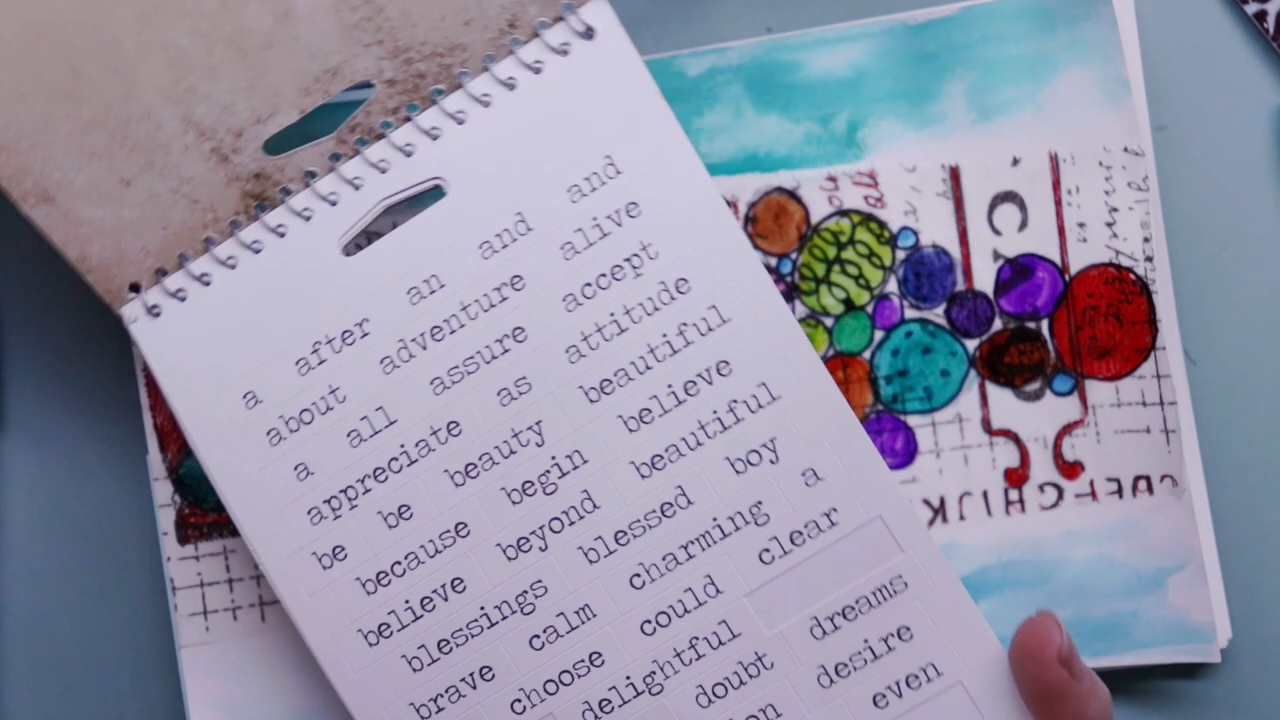 a after an and and
about adventure alive
a all assure accept
appreciate as attitude
be be beauty beautiful
because begin believe
believe beyond beautiful
blessings blessed boy
brave calm charming a
choose could clear
delightful
doubt dreams
desire
even